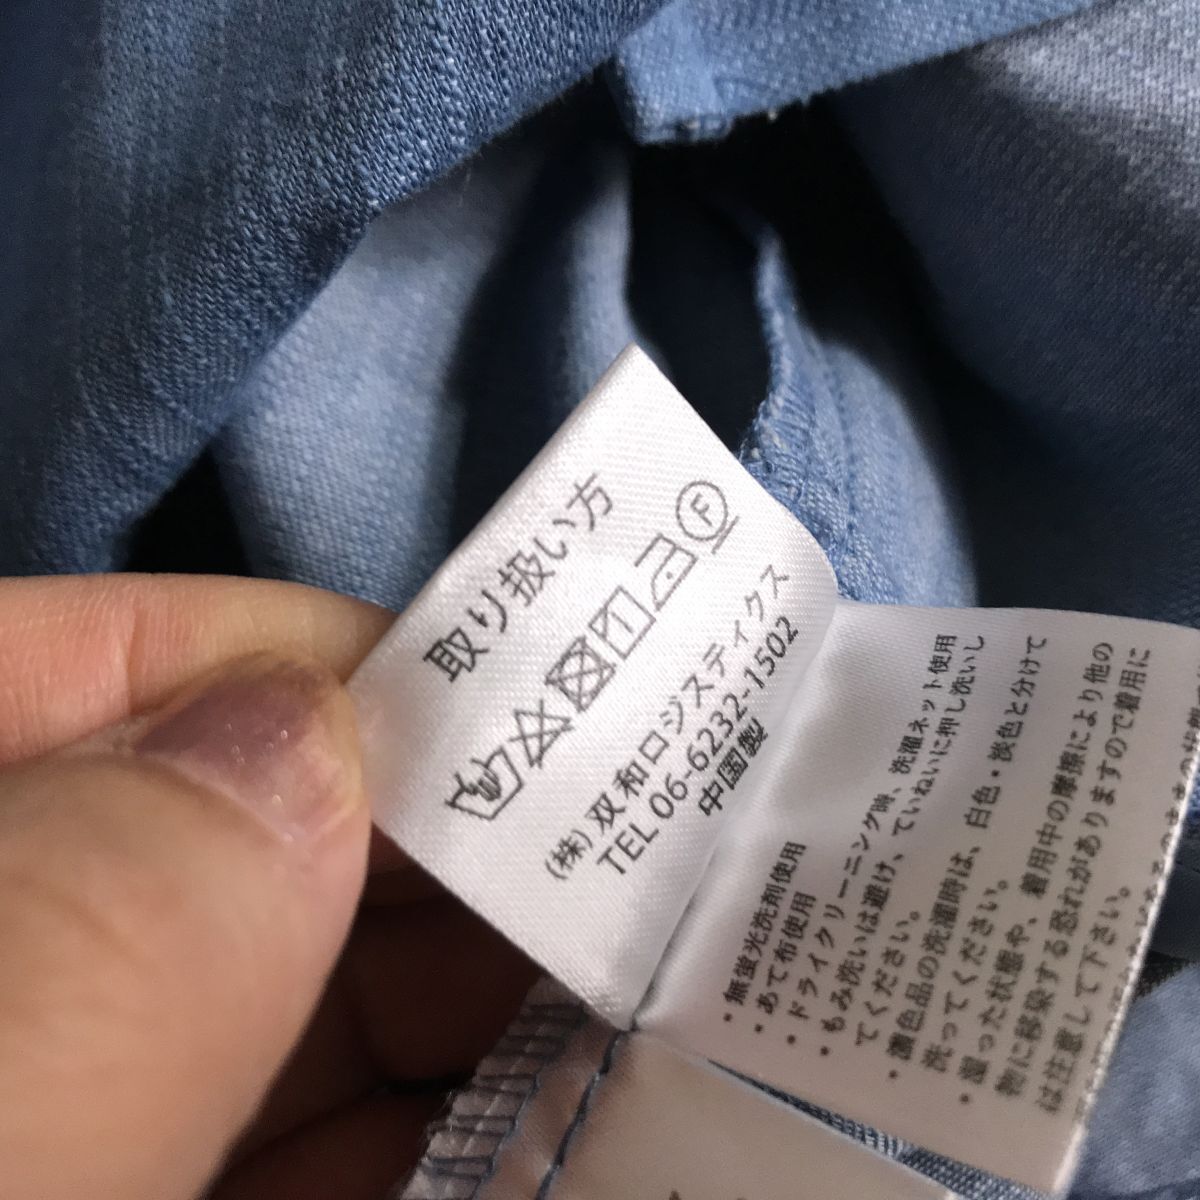 取り扱い方
F
(株)双和ロジスティクス
TEL 06-6232-1502
中国製
・無蛍光洗剤使用
・あて布使用
・ドライクリーニング時、洗濯ネット使用
・もみ洗いは避け、ていねいに押し洗いし
てください。
・濃色品の洗濯時は、白色・淡色と分けて
洗ってください。
・湿った状態や、着用中の摩擦により他の
物に移染する恐れがありますので着用に
は注意して下さい。